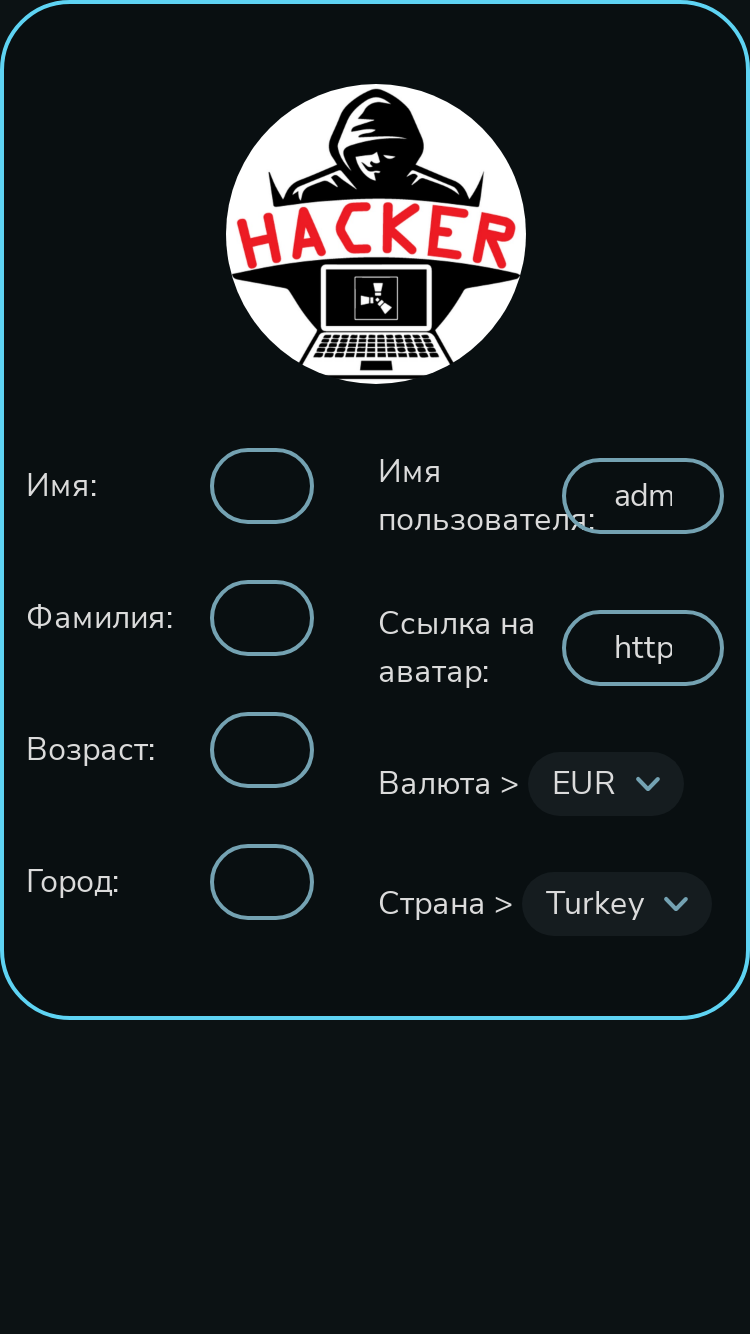 HACKER
Имя:
Фамилия:
Возраст:
Город:
Имя
пользователя:
adm
Ссылка на
аватар:
http
Валюта > EUR
Страна > Turkey